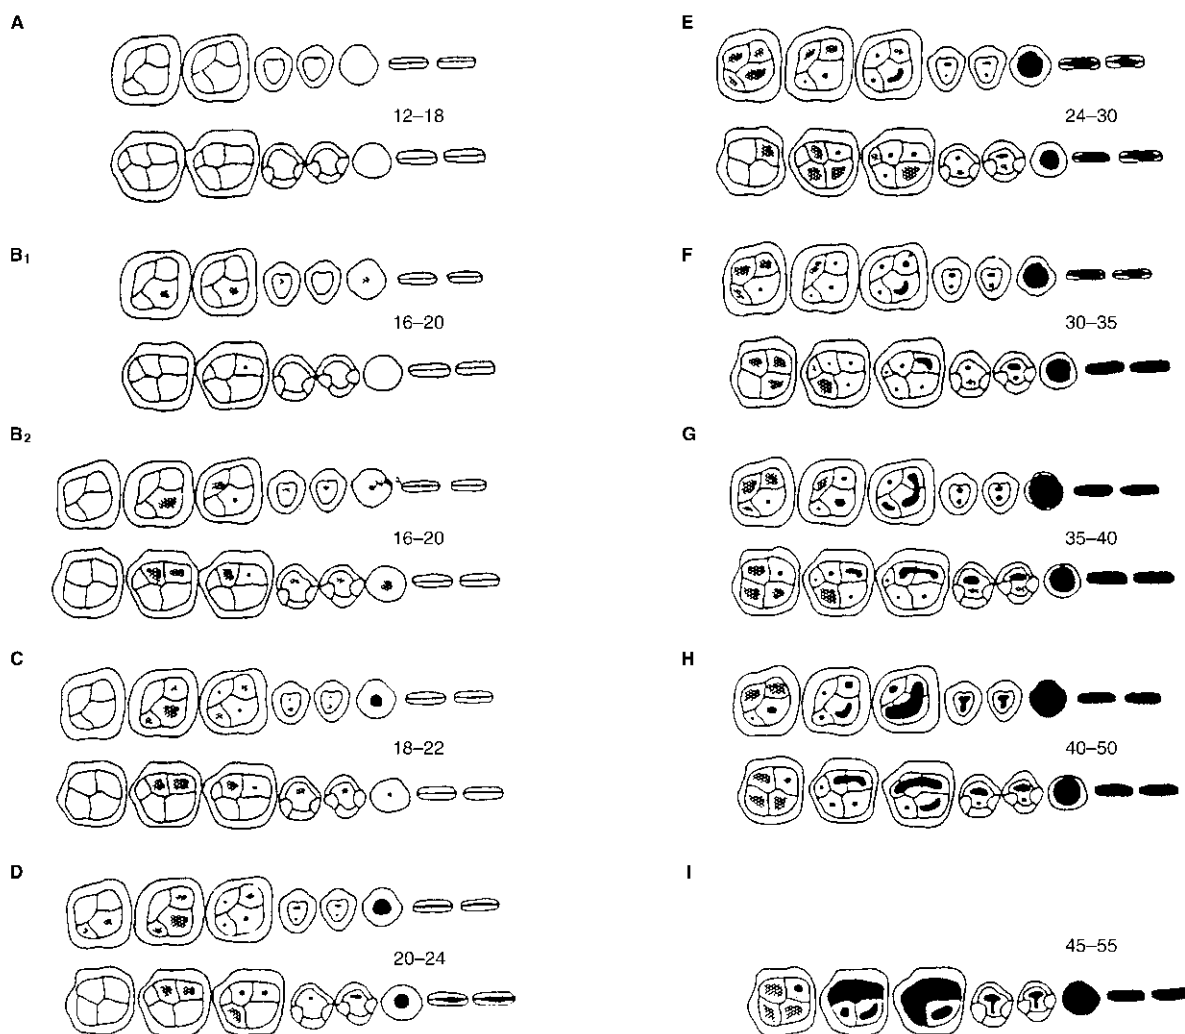 A
12–18
B₁
16–20
B₂
16–20
C
18–22
D
20–24
E
24–30
F
30–35
G
35–40
H
40–50
I
45–55